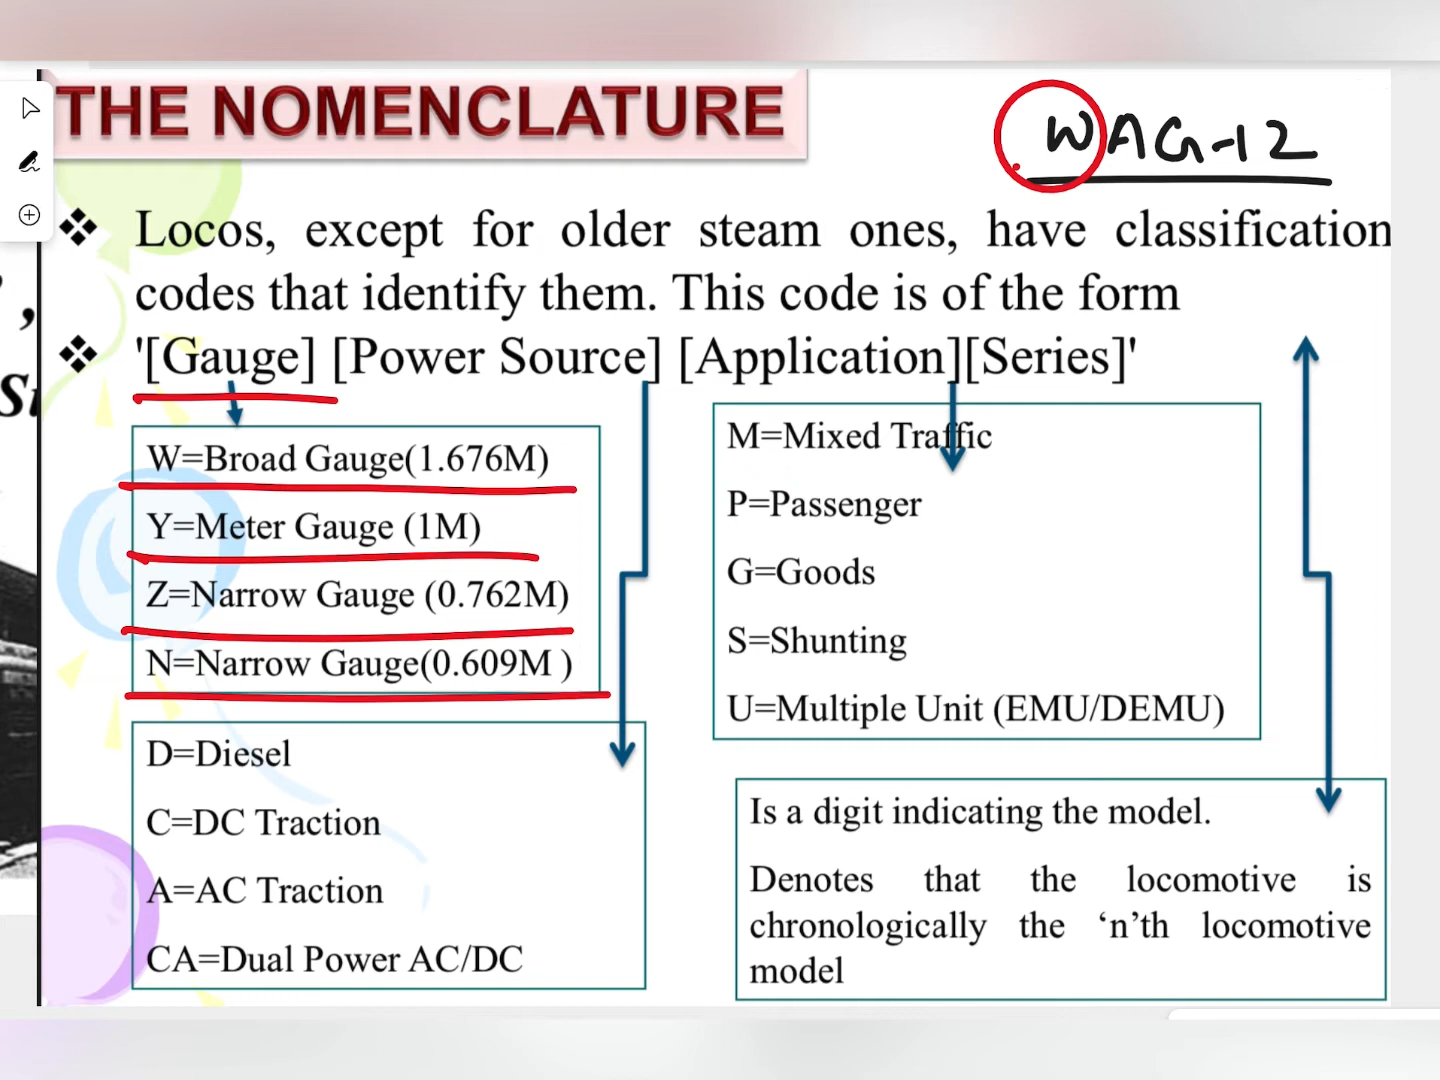 THE NOMENCLATURE
WAG-12
Locos, except for older steam ones, have classification
codes that identify them. This code is of the form
'[Gauge] [Power Source] [Application][Series]'
W=Broad Gauge(1.676M)
Y=Meter Gauge (1M)
Z=Narrow Gauge (0.762M)
N=Narrow Gauge(0.609M )
M=Mixed Traffic
P=Passenger
G=Goods
S=Shunting
U=Multiple Unit (EMU/DEMU)
D=Diesel
C=DC Traction
A=AC Traction
CA=Dual Power AC/DC
Is a digit indicating the model.
Denotes that the locomotive is
chronologically the ‘n’th locomotive
model